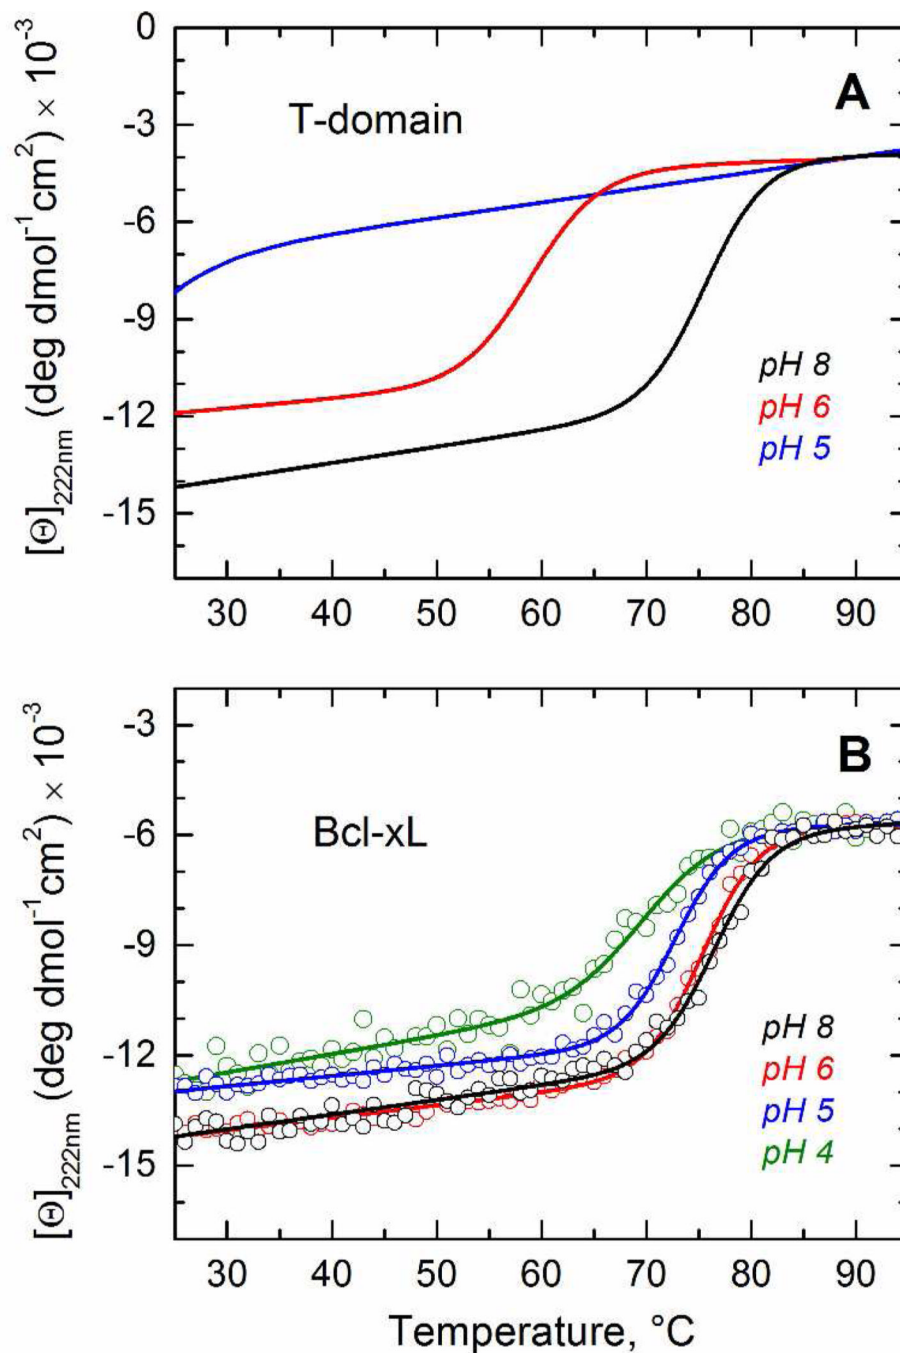 A
T-domain
[Θ]222nm (deg dmol⁻¹cm²) × 10⁻³
0
-3
-6
-9
-12
-15
pH 8
pH 6
pH 5
30 40 50 60 70 80 90
B
Bcl-xL
[Θ]222nm (deg dmol⁻¹cm²) × 10⁻³
-3
-6
-9
-12
-15
pH 8
pH 6
pH 5
pH 4
30 40 50 60 70 80 90
Temperature, °C